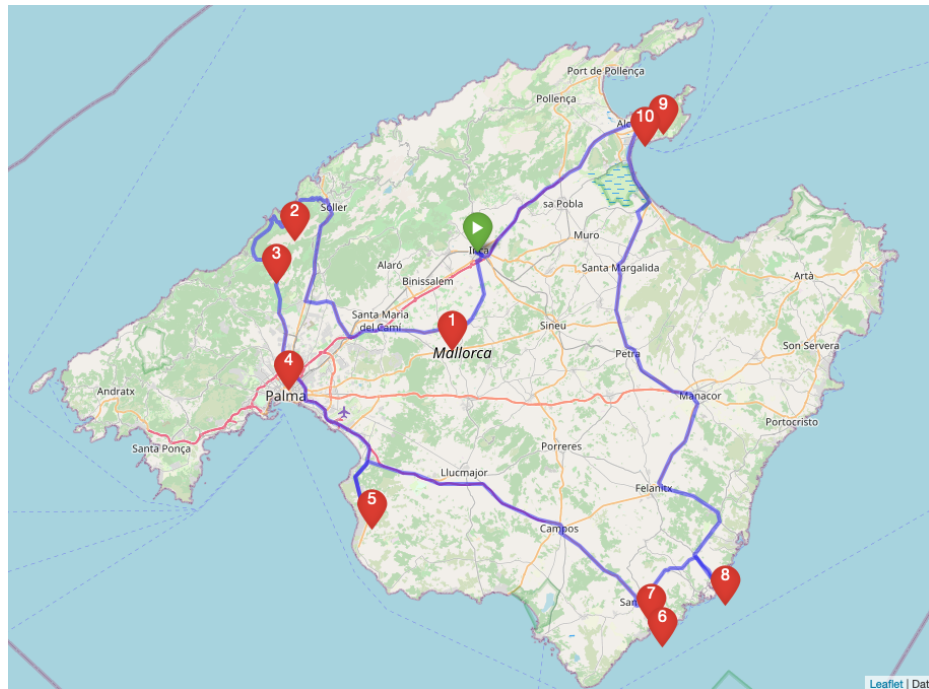 Port de Pollença
Pollença
9
10
Al
2
Sóller
sa Pobla
Muro
3
Alaró
Santa Margalida
Binissalem
Artà
Santa Maria
del Camí
1
Sineu
Mallorca
Petra
Son Servera
4
Andratx
Palma
Manacor
Portocristo
Santa Ponça
Porreres
Llucmajor
5
Felanitx
Campos
8
7
San
6
Leaflet | Dat